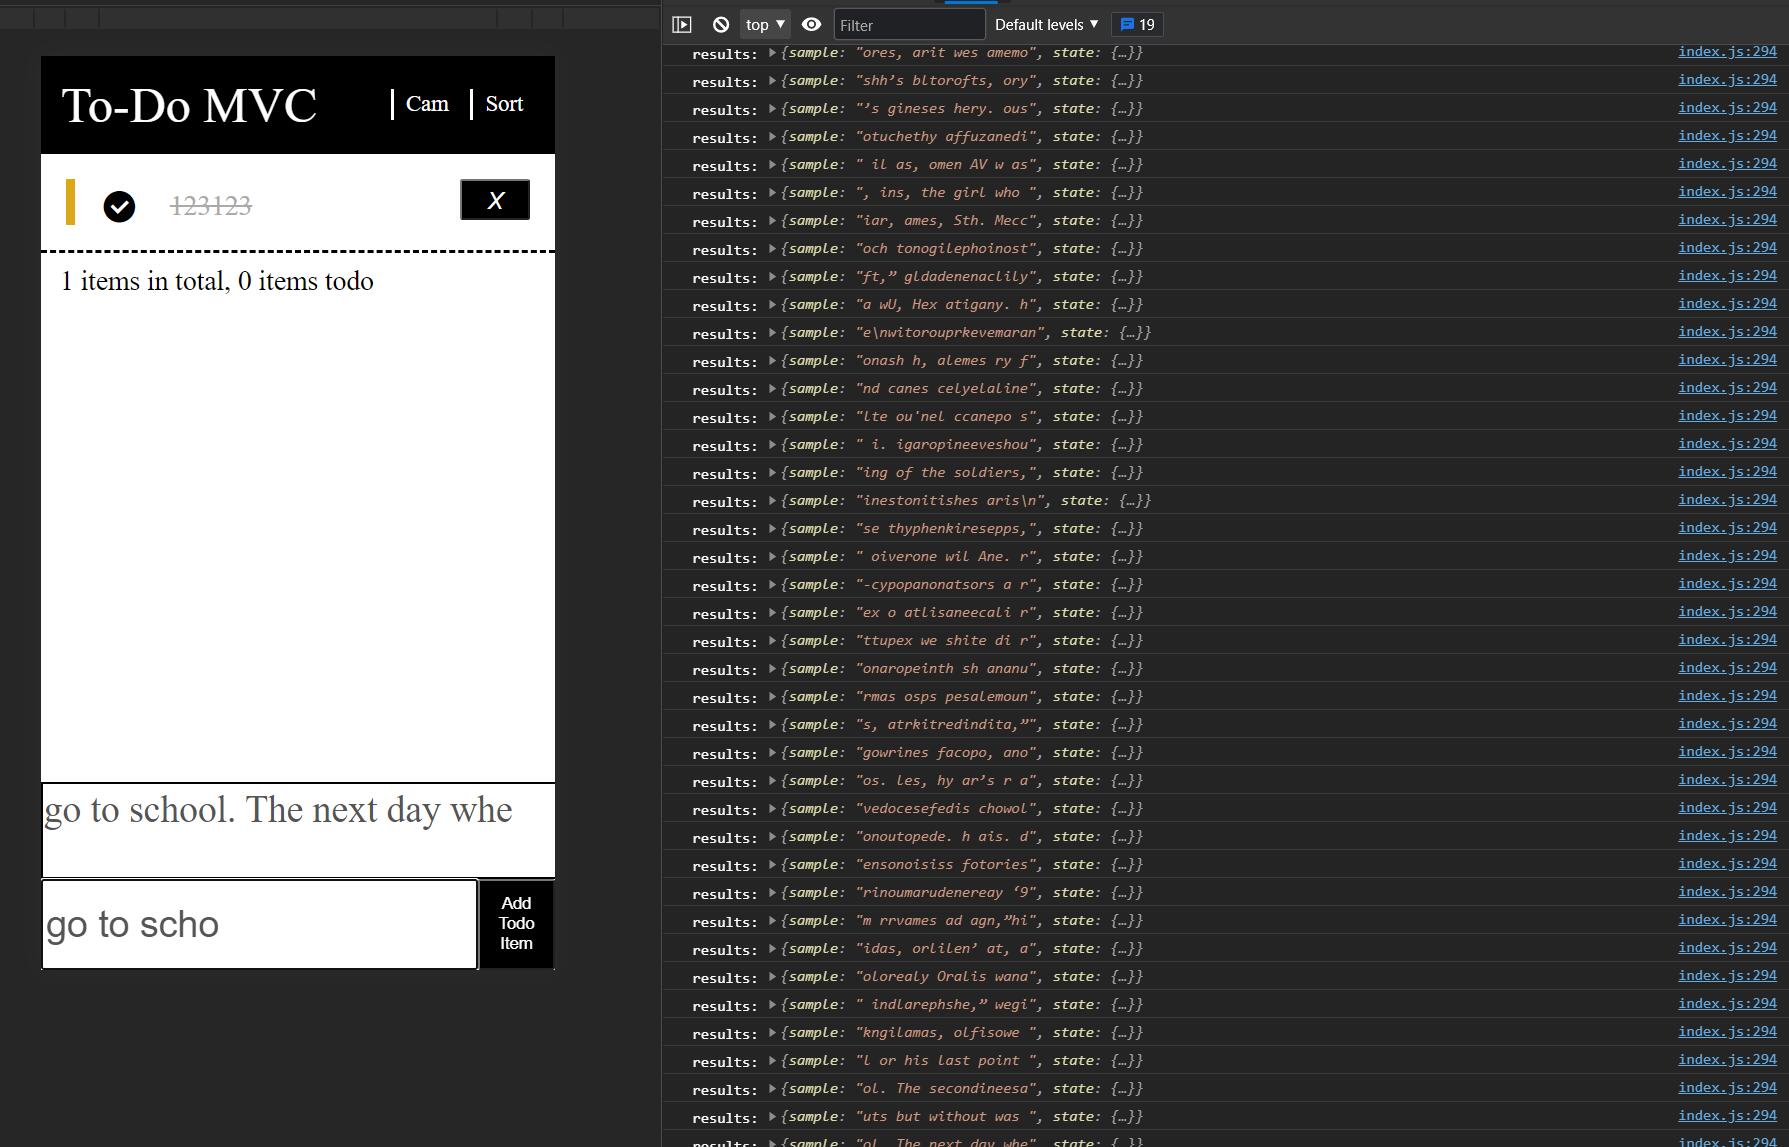 To-Do MVC
Cam
Sort
123123
X
1 items in total, 0 items todo
go to school. The next day whe
go to scho
Add
Todo
Item
top ▼
Filter
Default levels ▼
19
results: ▶{sample: "ores, arit wes amemo", state: {…}} index.js:294
results: ▶{sample: "shh’s bltorofts, ory", state: {…}} index.js:294
results: ▶{sample: "’s gineses hery. ous", state: {…}} index.js:294
results: ▶{sample: "otuchethy affuzanedi", state: {…}} index.js:294
results: ▶{sample: " il as, omen AV w as", state: {…}} index.js:294
results: ▶{sample: ", ins, the girl who ", state: {…}} index.js:294
results: ▶{sample: "iar, ames, Sth. Mecc", state: {…}} index.js:294
results: ▶{sample: "och tonogilephoinost", state: {…}} index.js:294
results: ▶{sample: "ft,” gldadenenaclily", state: {…}} index.js:294
results: ▶{sample: "a wU, Hex atigany. h", state: {…}} index.js:294
results: ▶{sample: "e\nwitorouprkevemaran", state: {…}} index.js:294
results: ▶{sample: "onash h, alemes ry f", state: {…}} index.js:294
results: ▶{sample: "nd canes celyelaline", state: {…}} index.js:294
results: ▶{sample: "lte ou'nel ccanepo s", state: {…}} index.js:294
results: ▶{sample: " i. igaropineeveshou", state: {…}} index.js:294
results: ▶{sample: "ing of the soldiers,", state: {…}} index.js:294
results: ▶{sample: "inestonitishes aris\n", state: {…}} index.js:294
results: ▶{sample: "se thyphenkiresepps,", state: {…}} index.js:294
results: ▶{sample: " oiverone wil Ane. r", state: {…}} index.js:294
results: ▶{sample: "-cypopanonatsors a r", state: {…}} index.js:294
results: ▶{sample: "ex o atlisaneecali r", state: {…}} index.js:294
results: ▶{sample: "ttupex we shite di r", state: {…}} index.js:294
results: ▶{sample: "onaropeinth sh ananu", state: {…}} index.js:294
results: ▶{sample: "rmas osps pesalemoun", state: {…}} index.js:294
results: ▶{sample: "s, atrkitredindita,”", state: {…}} index.js:294
results: ▶{sample: "gowrines facopo, ano", state: {…}} index.js:294
results: ▶{sample: "os. les, hy ar’s r a", state: {…}} index.js:294
results: ▶{sample: "vedocesefedis chowol", state: {…}} index.js:294
results: ▶{sample: "onoutopede. h ais. d", state: {…}} index.js:294
results: ▶{sample: "ensonoisiss fotories", state: {…}} index.js:294
results: ▶{sample: "rinoumarudenereay ‘9", state: {…}} index.js:294
results: ▶{sample: "m rrvames ad agn,”hi", state: {…}} index.js:294
results: ▶{sample: "idas, orlilen’ at, a", state: {…}} index.js:294
results: ▶{sample: "olorealy Oralis wana", state: {…}} index.js:294
results: ▶{sample: " indlarephshe,” wegi", state: {…}} index.js:294
results: ▶{sample: "kngilamas, olfisowe ", state: {…}} index.js:294
results: ▶{sample: "l or his last point ", state: {…}} index.js:294
results: ▶{sample: "ol. The secondineesa", state: {…}} index.js:294
results: ▶{sample: "uts but without was ", state: {…}} index.js:294
results: ▶{sample: "ol. The next day whe", state: {…}} index.js:294